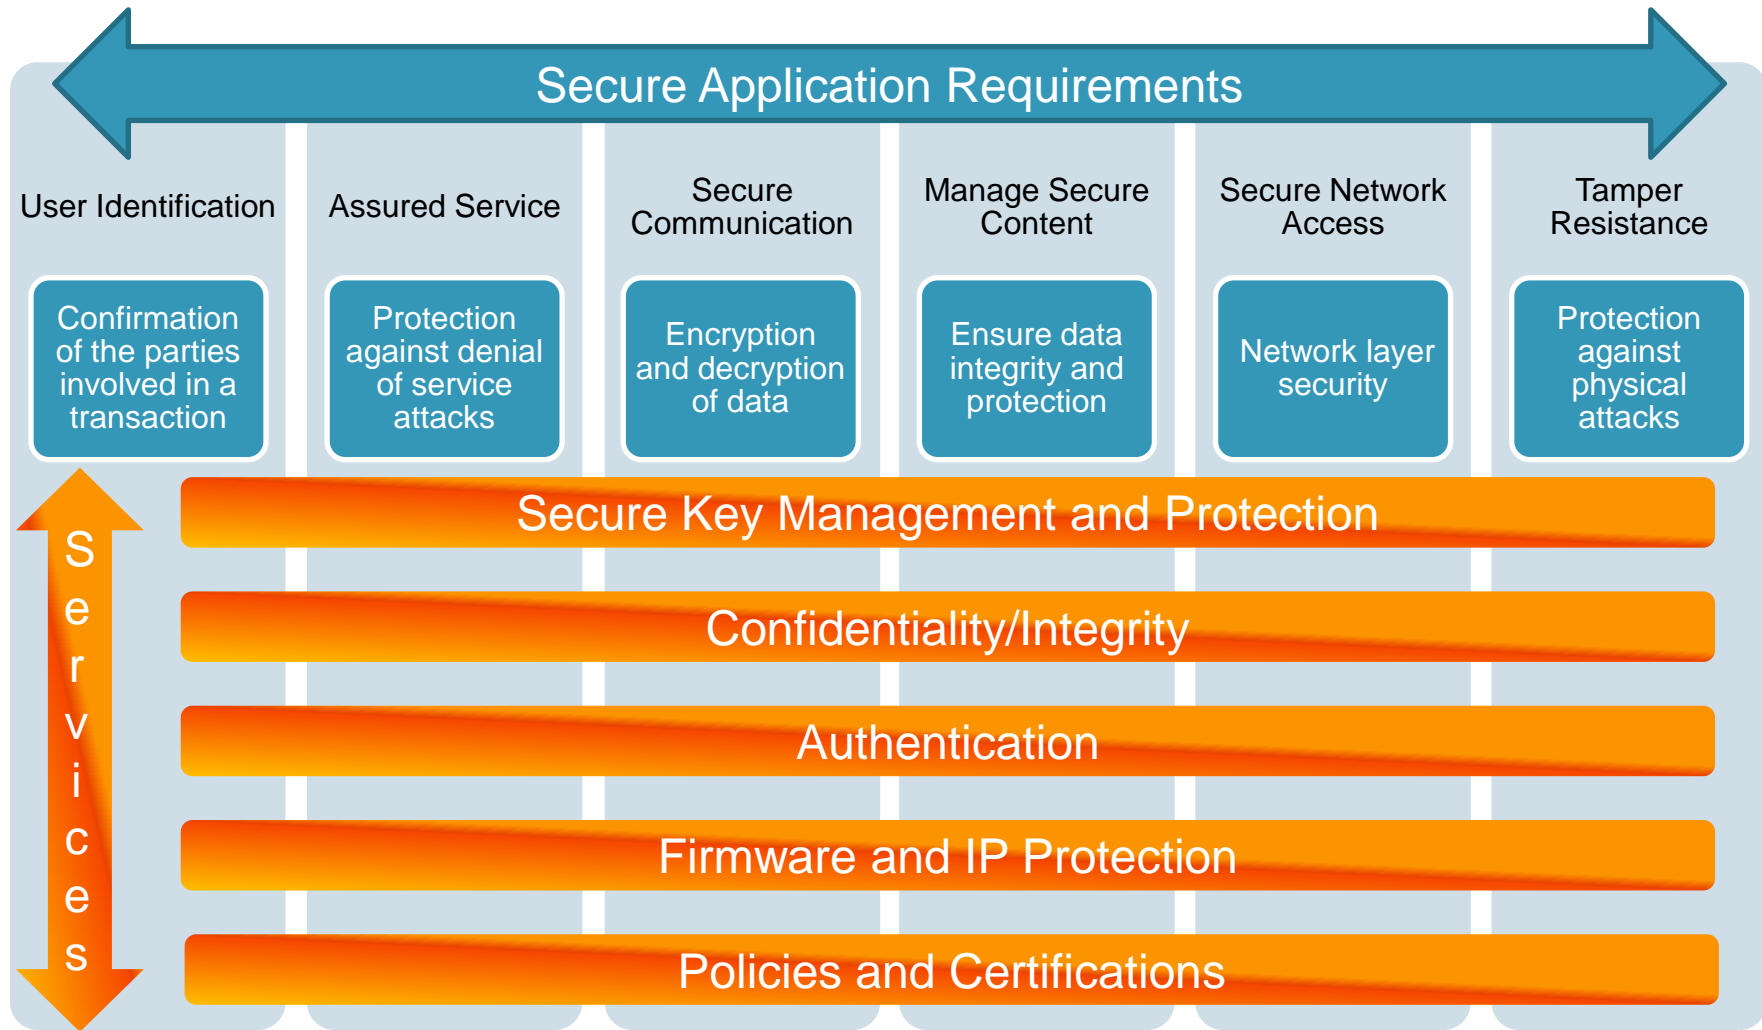 Secure Application Requirements
User Identification
Assured Service
Secure
Communication
Manage Secure
Content
Secure Network
Access
Tamper
Resistance
Confirmation
of the parties
involved in a
transaction
Protection
against denial
of service
attacks
Encryption
and decryption
of data
Ensure data
integrity and
protection
Network layer
security
Protection
against
physical
attacks
Services
Secure Key Management and Protection
Confidentiality/Integrity
Authentication
Firmware and IP Protection
Policies and Certifications